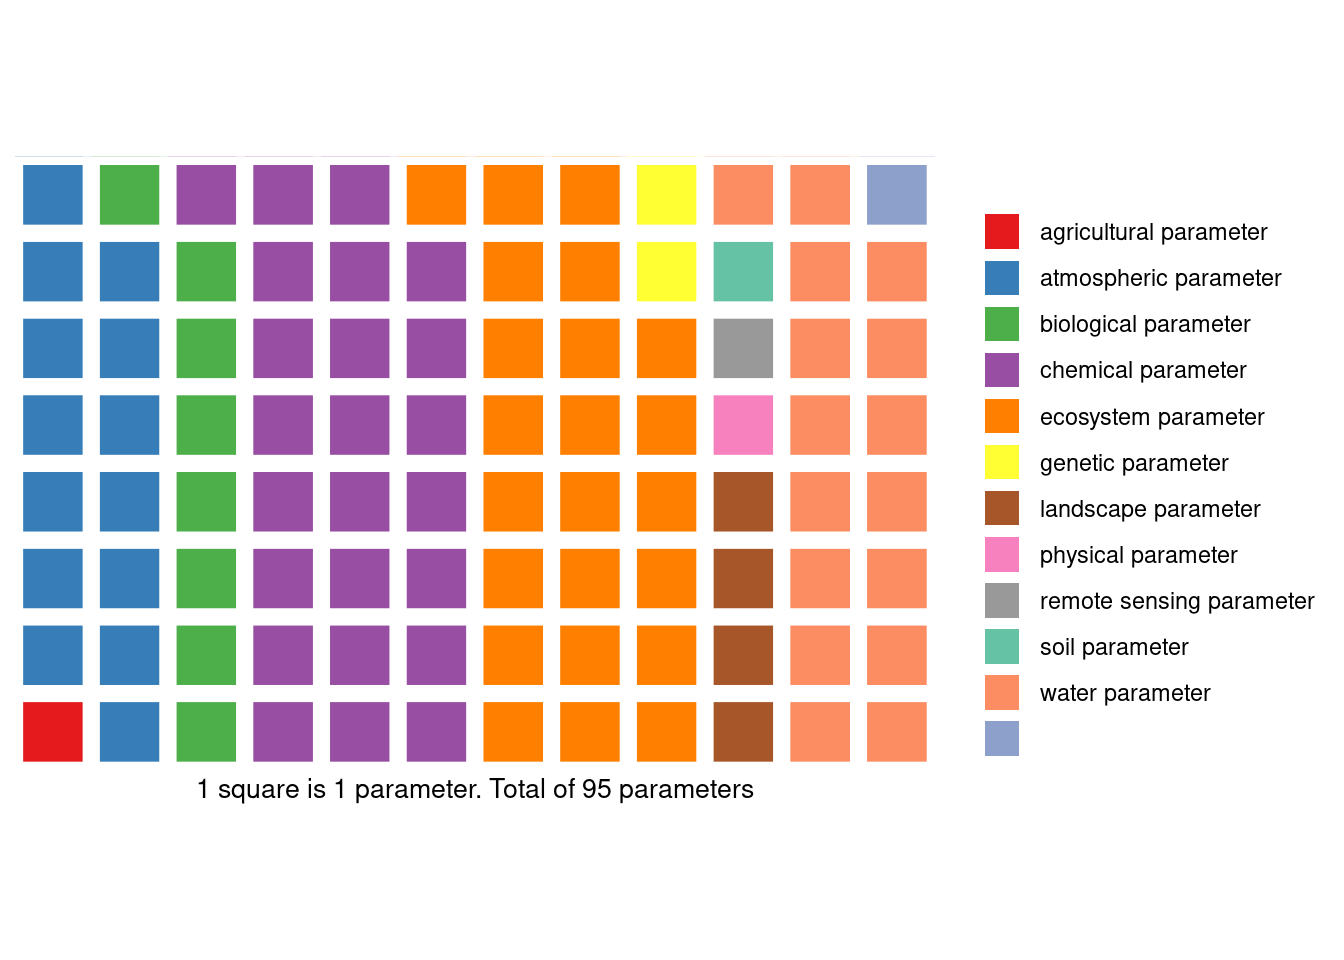 agricultural parameter
atmospheric parameter
biological parameter
chemical parameter
ecosystem parameter
genetic parameter
landscape parameter
physical parameter
remote sensing parameter
soil parameter
water parameter
1 square is 1 parameter. Total of 95 parameters